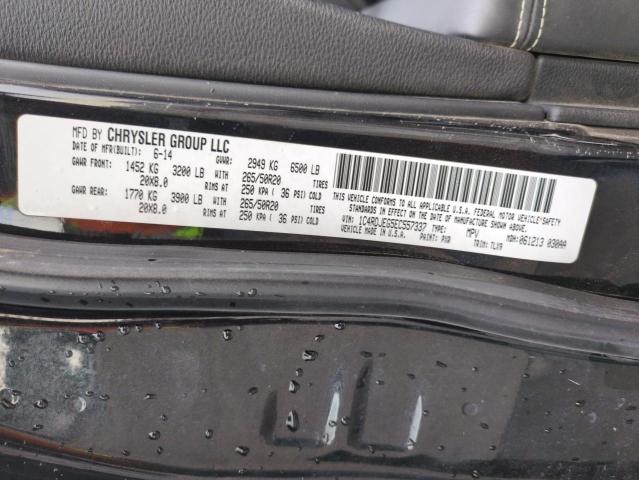 MFD BY CHRYSLER GROUP LLC
DATE OF MFR(BUILT): 6-14 GVWR: 2949 KG 6500 LB
GAWR FRONT: 1452 KG 3200 LB WITH 265/50R20 TIRES
20X8.0 RIMS AT 250 KPA ( 36 PSI) COLD
GAWR REAR: 1770 KG 3900 LB WITH 265/50R20 TIRES
20X8.0 RIMS AT 250 KPA ( 36 PSI) COLD
THIS VEHICLE CONFORMS TO ALL APPLICABLE U.S.A. FEDERAL MOTOR VEHICLE SAFETY
STANDARDS IN EFFECT ON THE DATE OF MANUFACTURE SHOWN ABOVE.
VIN: 1C4RDJEG5EC557337 TYPE: MPV MDH: 061213 030AA
VEHICLE MADE IN U.S.A. PAINT: PXR TRIM: TLX9